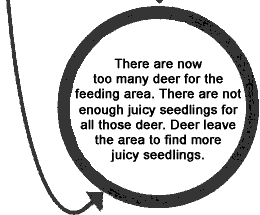 There are now
too many deer for the
feeding area. There are not
enough juicy seedlings for
all those deer. Deer leave
the area to find more
juicy seedlings.